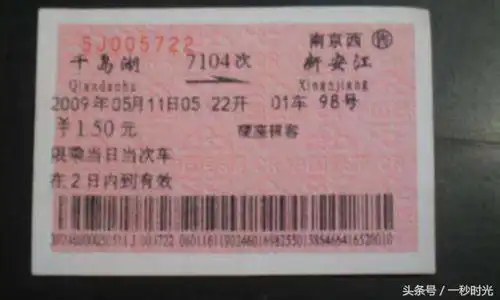 5J005722 南京西 售
千岛湖 7104次 新安江
Qiandaohu Xinanjiang
2009年05月11日05 22开 01车 98号
¥1.50元 硬座普客
限乘当日当次车
在2日内到有效
头条号 / 一秒时光